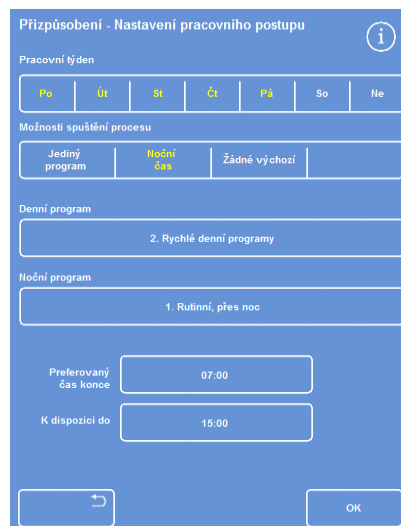 Přizpůsobení - Nastavení pracovního postupu
i
Pracovní týden
Po Út St Čt Pá So Ne
Možnosti spuštění procesu
Jediný program Noční čas Žádné výchozí
Denní program
2. Rychlé denní programy
Noční program
1. Rutinní, přes noc
Preferovaný
čas konce
07:00
K dispozici do
15:00
OK